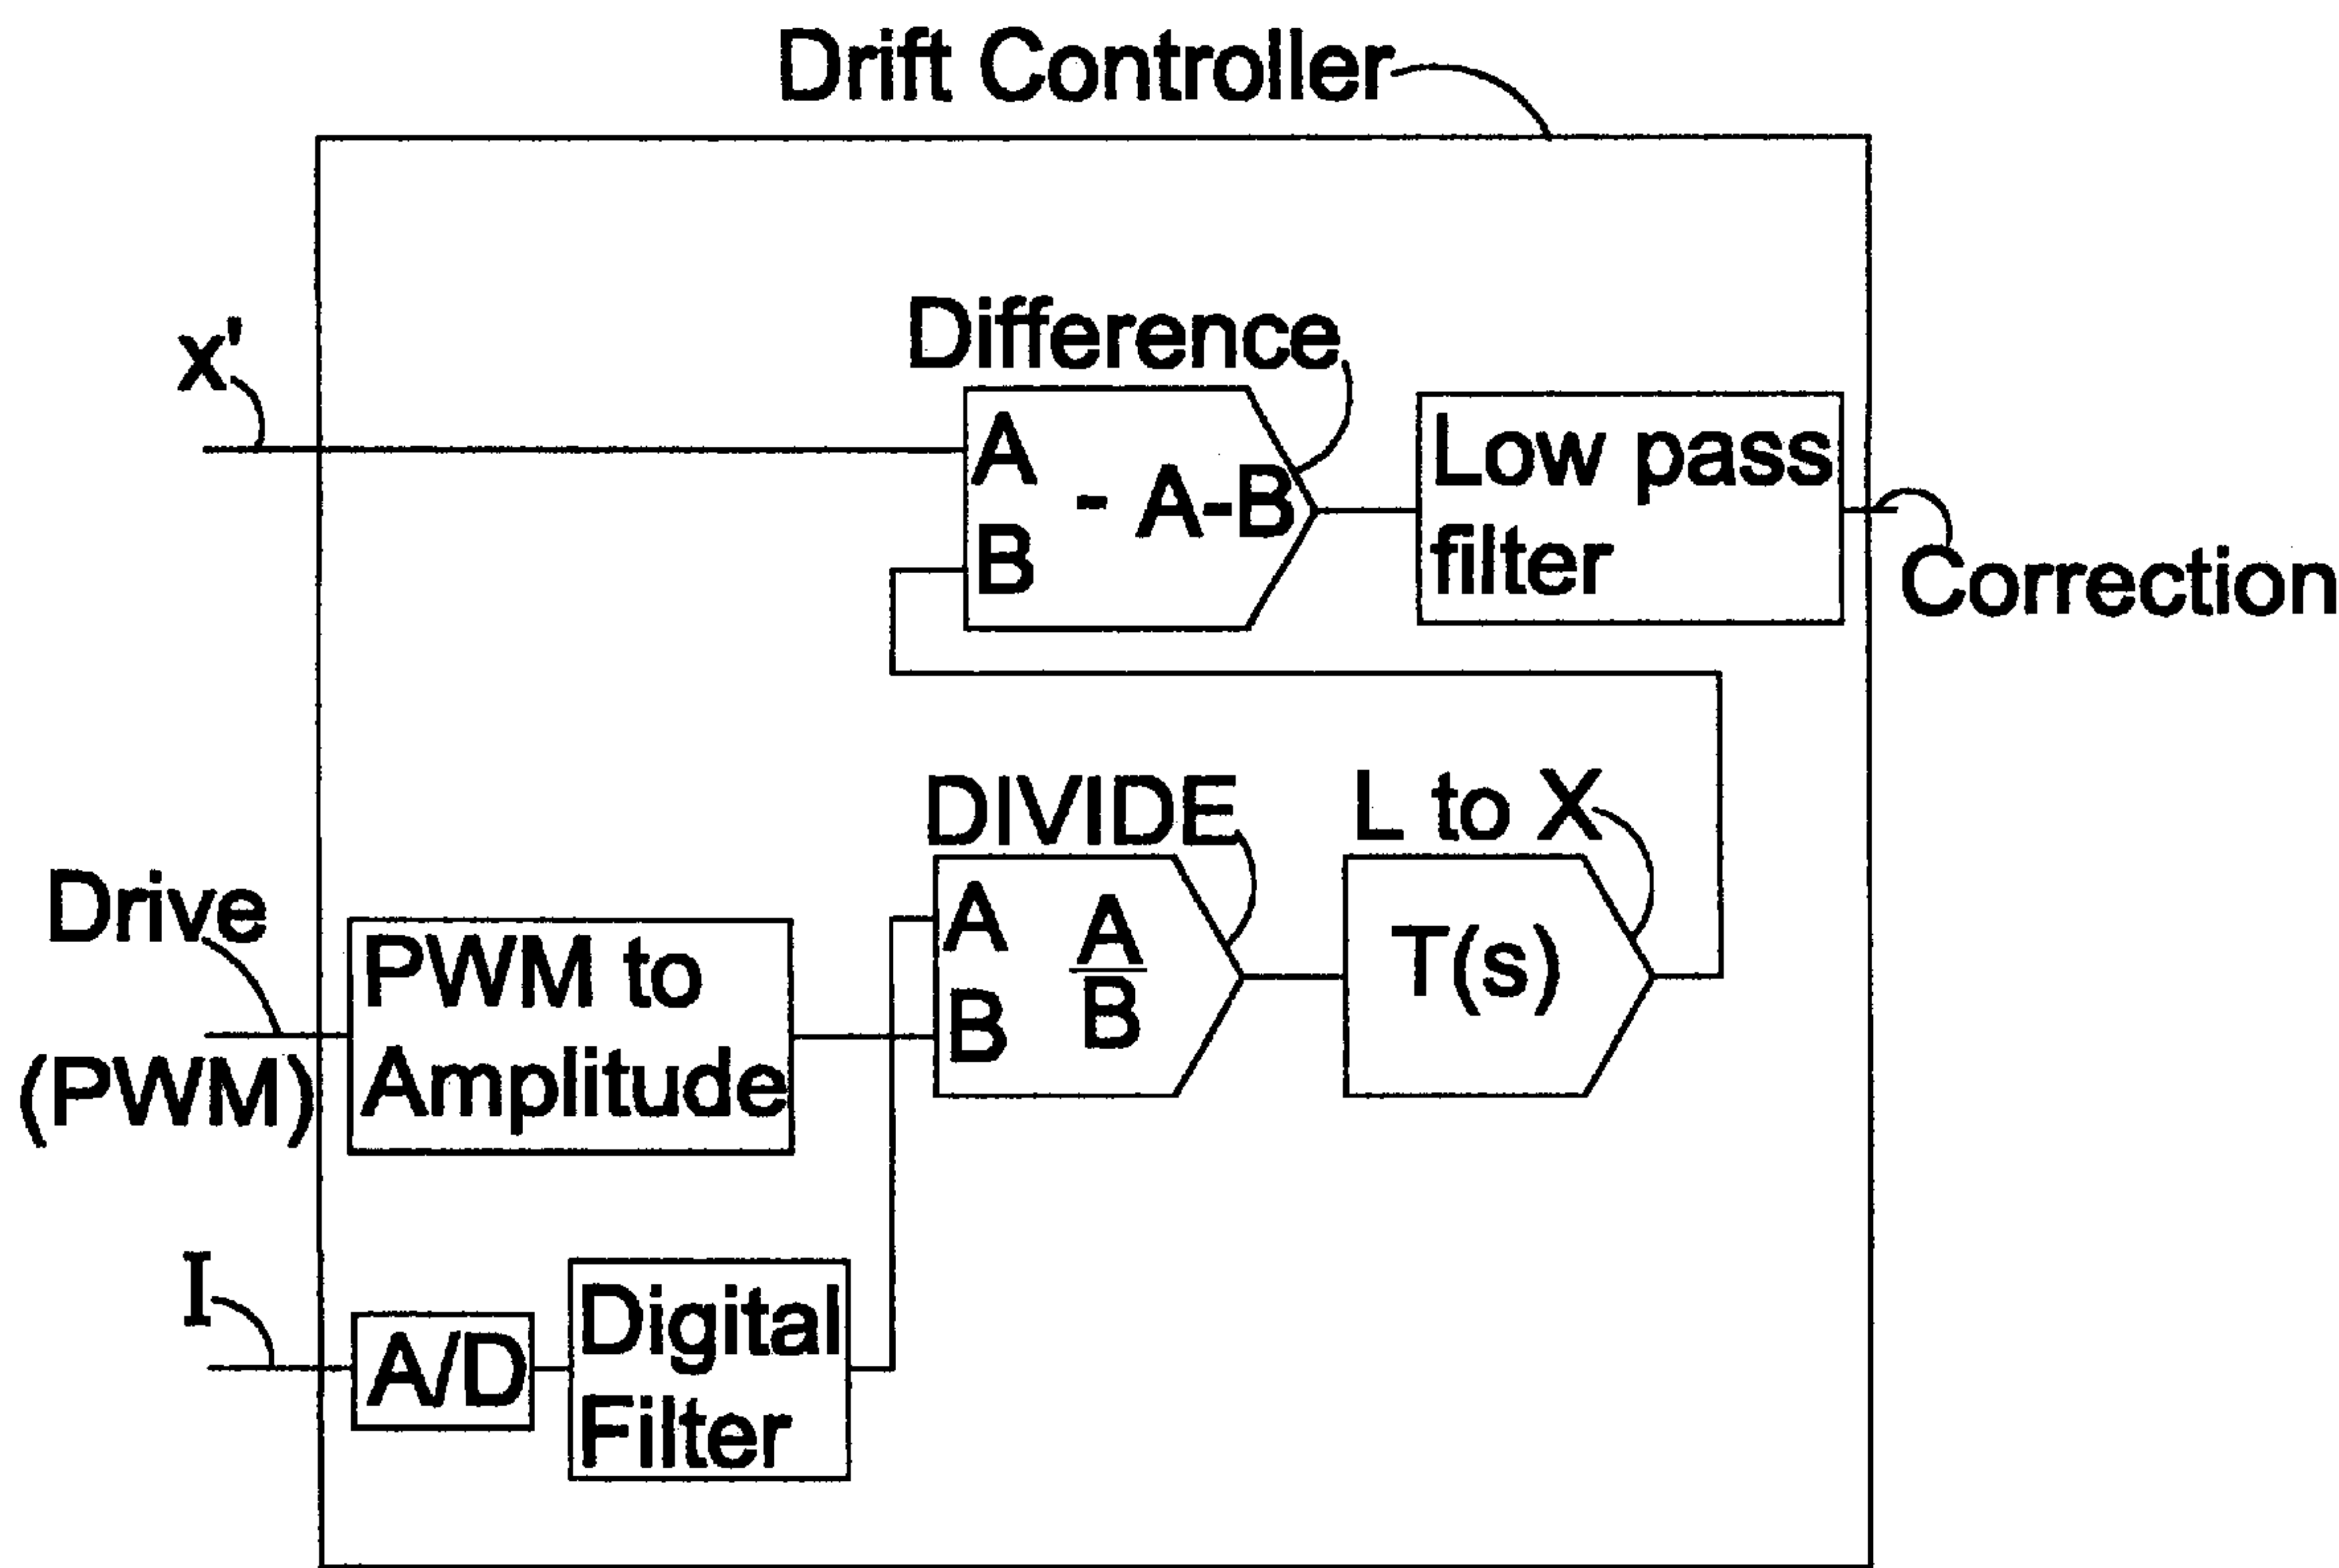 Drift Controller
x'
Difference
A
- A-B
B
Low pass
filter
Correction
DIVIDE
L to X
Drive
(PWM)
PWM to
Amplitude
A
B
A
B
T(s)
I
A/D
Digital
Filter